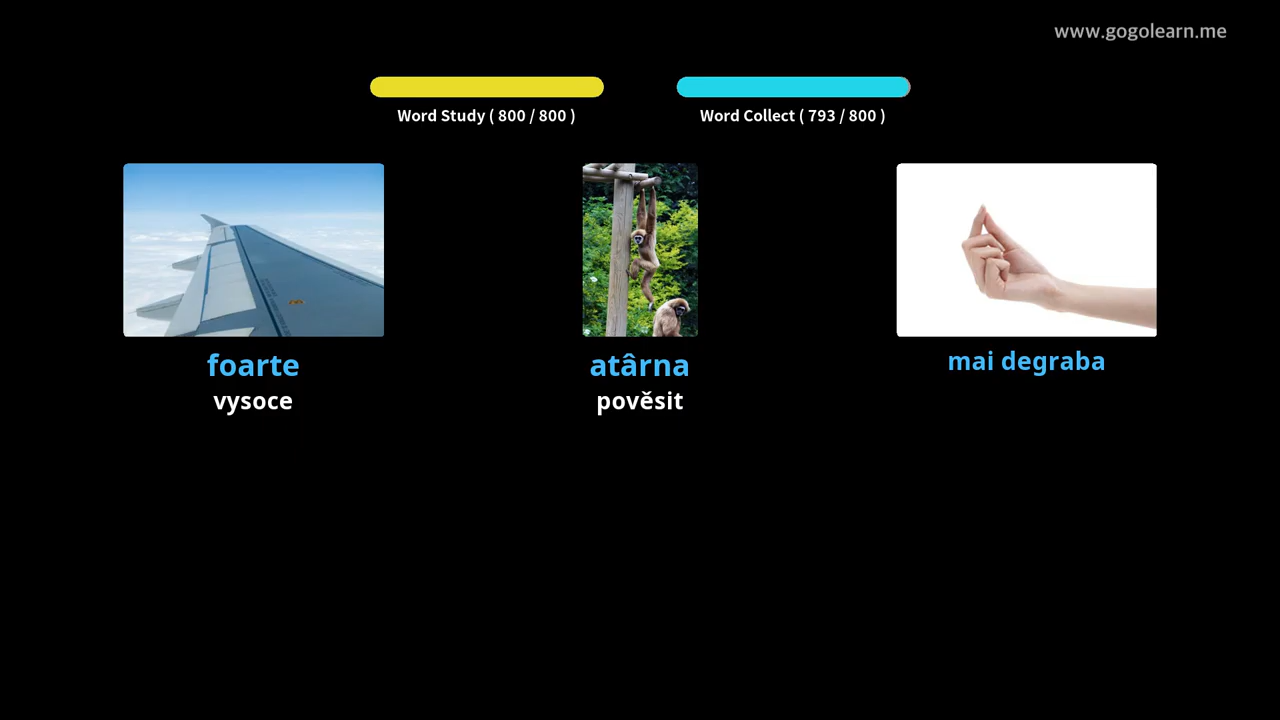 www.gogolearn.me
Word Study ( 800 / 800 )
Word Collect ( 793 / 800 )
foarte
vysoce
atârna
pověsit
mai degraba